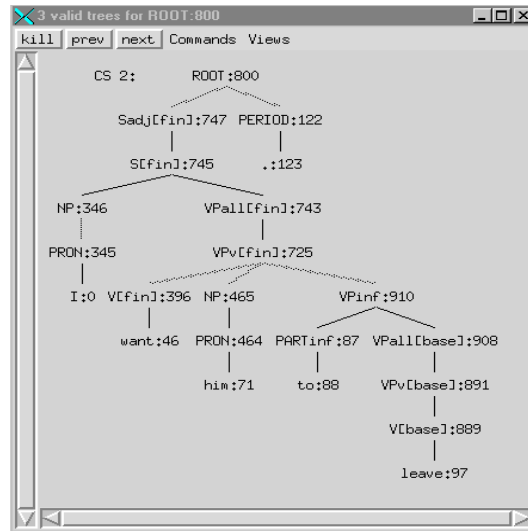 3 valid trees for ROOT:800
kill prev next Commands Views
CS 2: ROOT:800
Sadj[fin]:747 PERIOD:122
S[fin]:745 .:123
NP:346 VPall[fin]:743
PRON:345 VPv[fin]:725
I:0 V[fin]:396 NP:465 VPinf:910
want:46 PRON:464 PARTinf:87 VPall[base]:908
him:71 to:88 VPv[base]:891
V[base]:889
leave:97